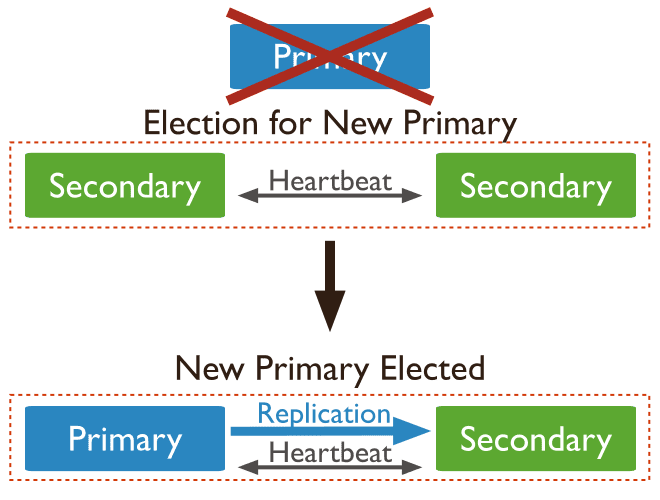 Primary
Election for New Primary
Secondary
Heartbeat
Secondary
New Primary Elected
Primary
Replication
Heartbeat
Secondary